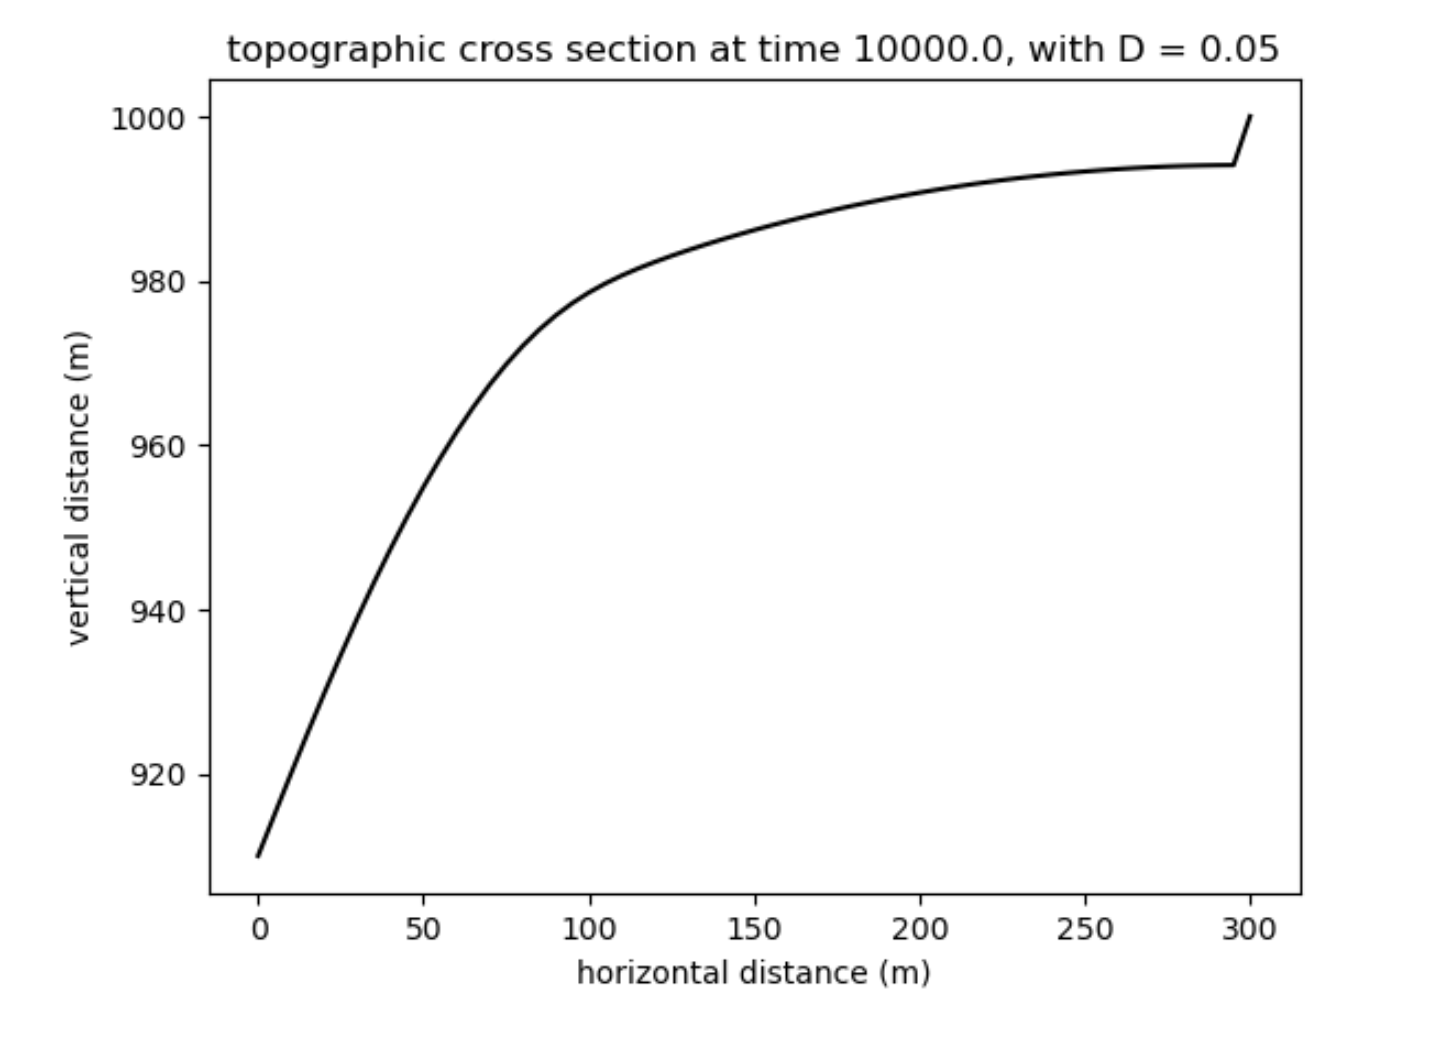 topographic cross section at time 10000.0, with D = 0.05
1000
980
960
940
920
vertical distance (m)
0 50 100 150 200 250 300
horizontal distance (m)